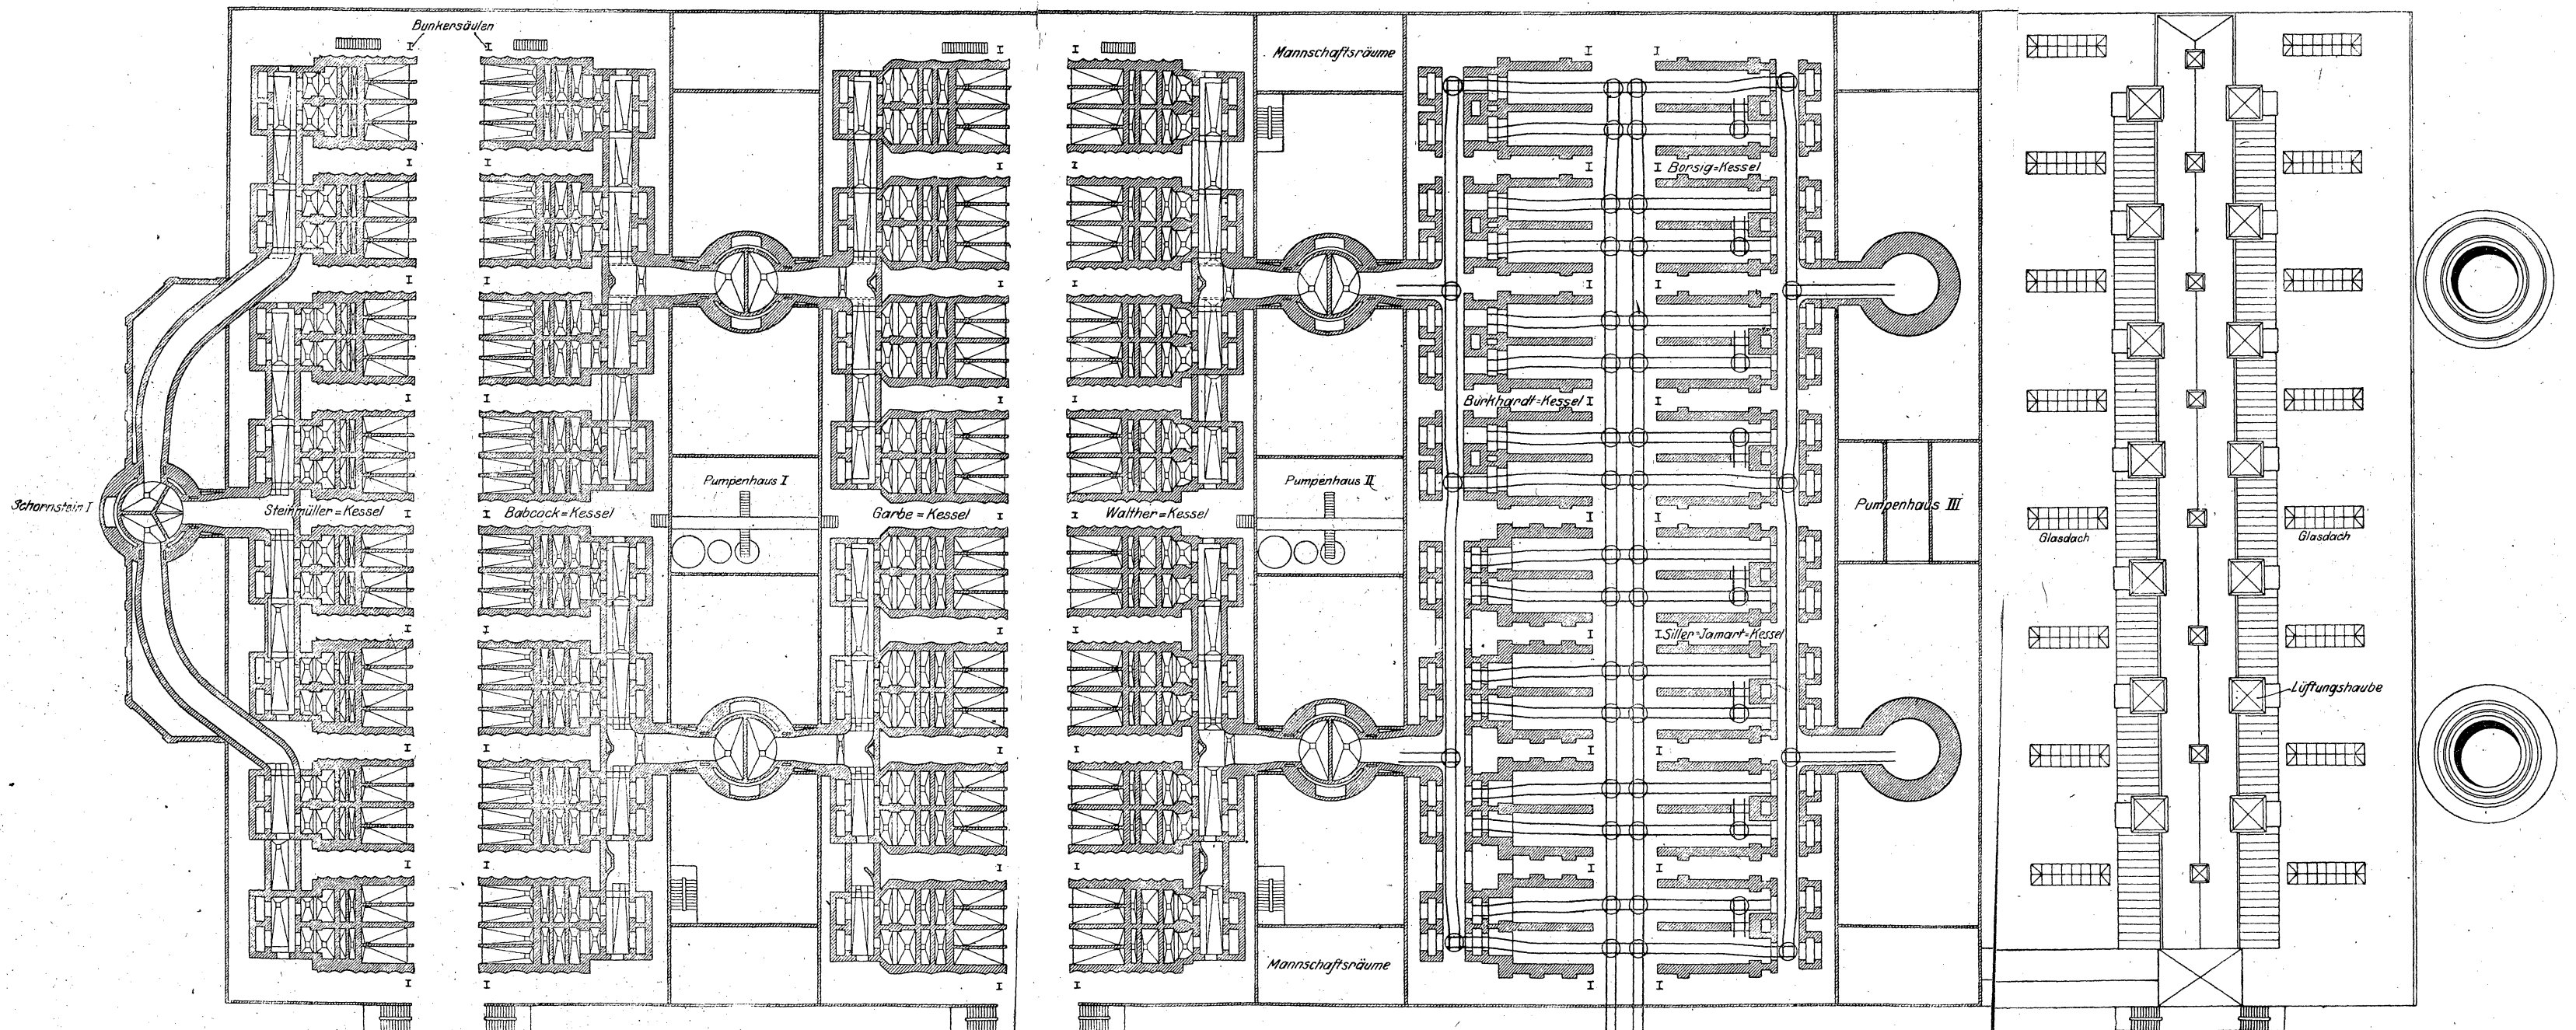 Bunkersäulen
Mannschaftsräume
Borsig=Kessel
Burkhardt=Kessel
Pumpenhaus I
Pumpenhaus II
Schornstein I
Steinmüller=Kessel
Babcock=Kessel
Garbe=Kessel
Walther=Kessel
Pumpenhaus III
Glasdach
Glasdach
Siller=Jamart=Kessel
Lüftungshaube
Mannschaftsräume